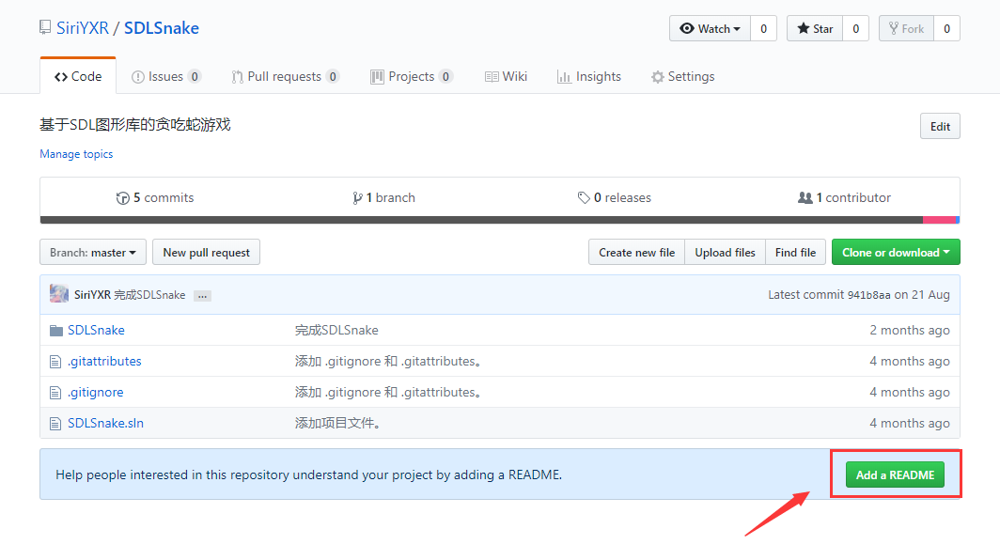 SiriYXR / SDLSnake Watch 0 Star 0 Fork 0
Code Issues 0 Pull requests 0 Projects 0 Wiki Insights Settings
基于SDL图形库的贪吃蛇游戏 Edit
Manage topics
5 commits 1 branch 0 releases 1 contributor
Branch: master New pull request Create new file Upload files Find file Clone or download
SiriYXR 完成SDLSnake ... Latest commit 941b8aa on 21 Aug
SDLSnake 完成SDLSnake 2 months ago
.gitattributes 添加 .gitignore 和 .gitattributes。 4 months ago
.gitignore 添加 .gitignore 和 .gitattributes。 4 months ago
SDLSnake.sln 添加项目文件。 4 months ago
Help people interested in this repository understand your project by adding a README. Add a README